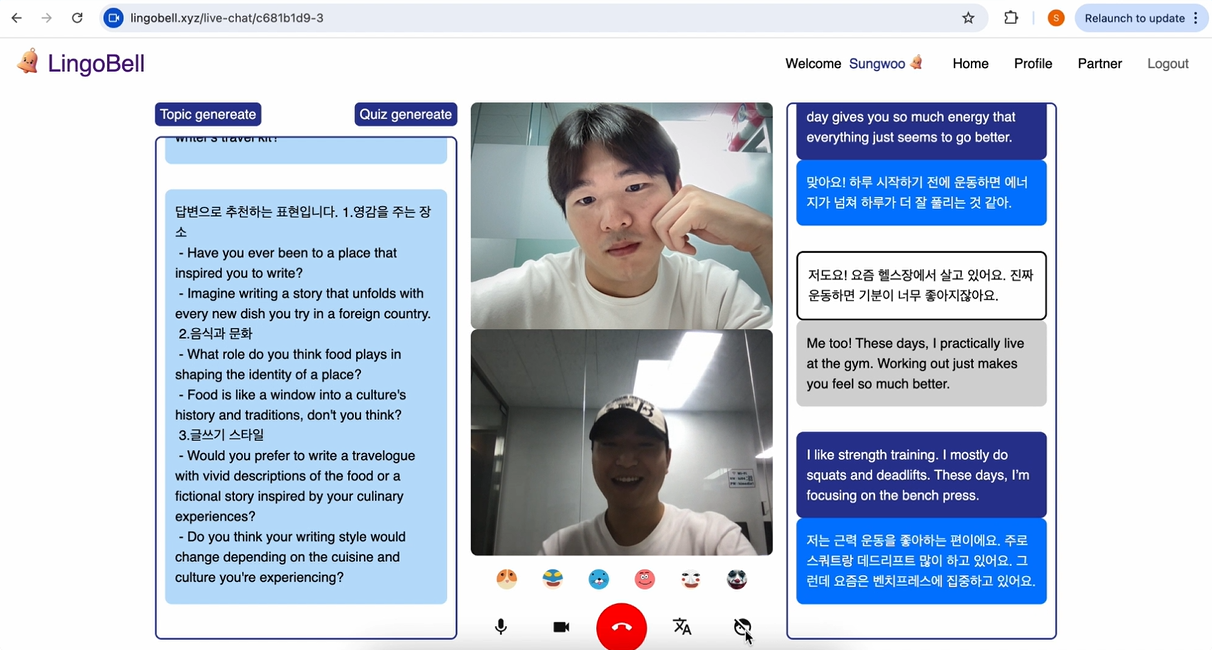 lingobell.xyz/live-chat/c681b1d9-3
S
Relaunch to update
LingoBell
Welcome Sungwoo
Home
Profile
Partner
Logout
Topic genereate
Quiz genereate
writer's travel kit?
답변으로 추천하는 표현입니다. 1.영감을 주는 장
소
- Have you ever been to a place that
inspired you to write?
- Imagine writing a story that unfolds with
every new dish you try in a foreign country.
2.음식과 문화
- What role do you think food plays in
shaping the identity of a place?
- Food is like a window into a culture's
history and traditions, don't you think?
3.글쓰기 스타일
- Would you prefer to write a travelogue
with vivid descriptions of the food or a
fictional story inspired by your culinary
experiences?
- Do you think your writing style would
change depending on the cuisine and
culture you're experiencing?
day gives you so much energy that
everything just seems to go better.
맞아요! 하루 시작하기 전에 운동하면 에너
지가 넘쳐 하루가 더 잘 풀리는 것 같아.
저도요! 요즘 헬스장에서 살고 있어요. 진짜
운동하면 기분이 너무 좋아지잖아요.
Me too! These days, I practically live
at the gym. Working out just makes
you feel so much better.
I like strength training. I mostly do
squats and deadlifts. These days, I'm
focusing on the bench press.
저는 근력 운동을 좋아하는 편이에요. 주로
스쿼트랑 데드리프트 많이 하고 있어요. 그
런데 요즘은 벤치프레스에 집중하고 있어요.